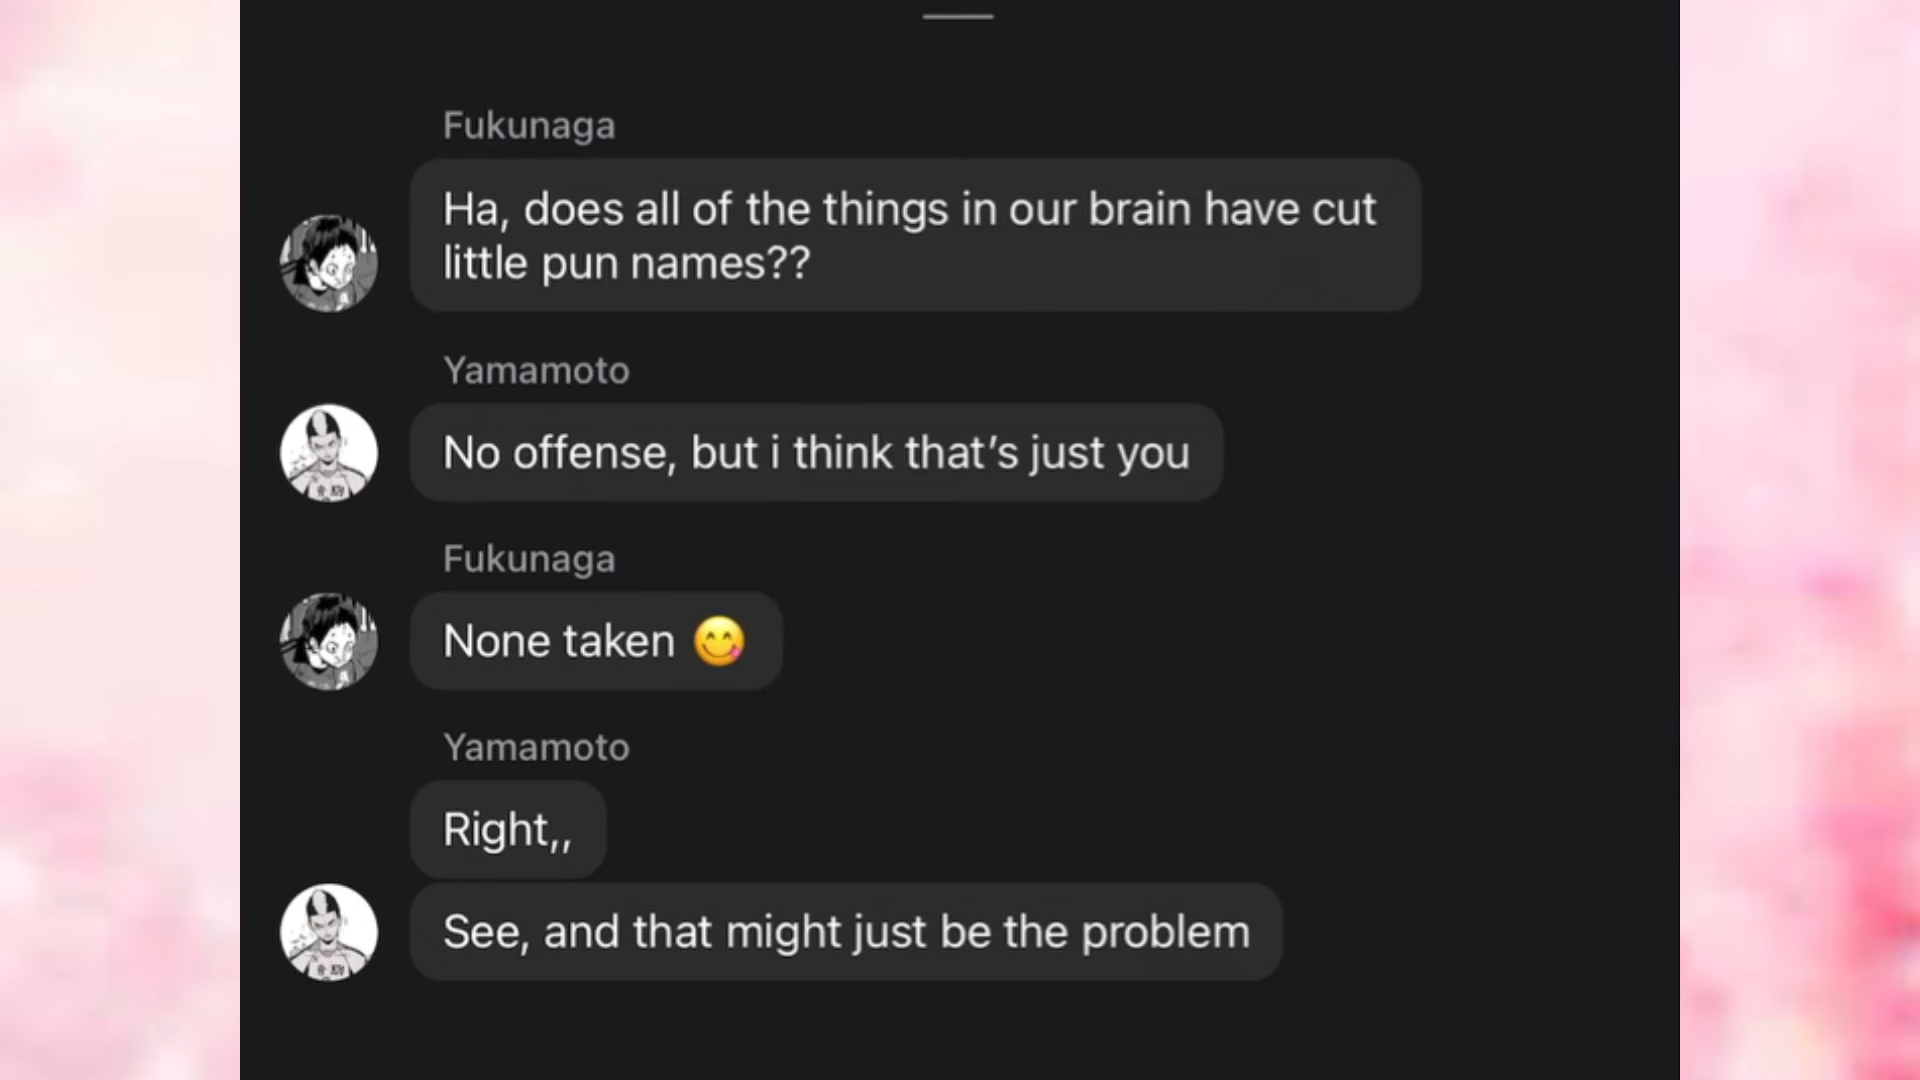 Fukunaga
Ha, does all of the things in our brain have cut
little pun names??
Yamamoto
No offense, but i think that’s just you
Fukunaga
None taken 😋
Yamamoto
Right,,
See, and that might just be the problem